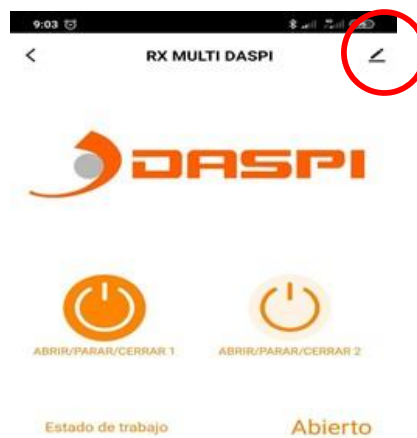 9:03
RX MULTI DASPI
DASPI
ABRIR/PARAR/CERRAR 1 ABRIR/PARAR/CERRAR 2
Estado de trabajo Abierto